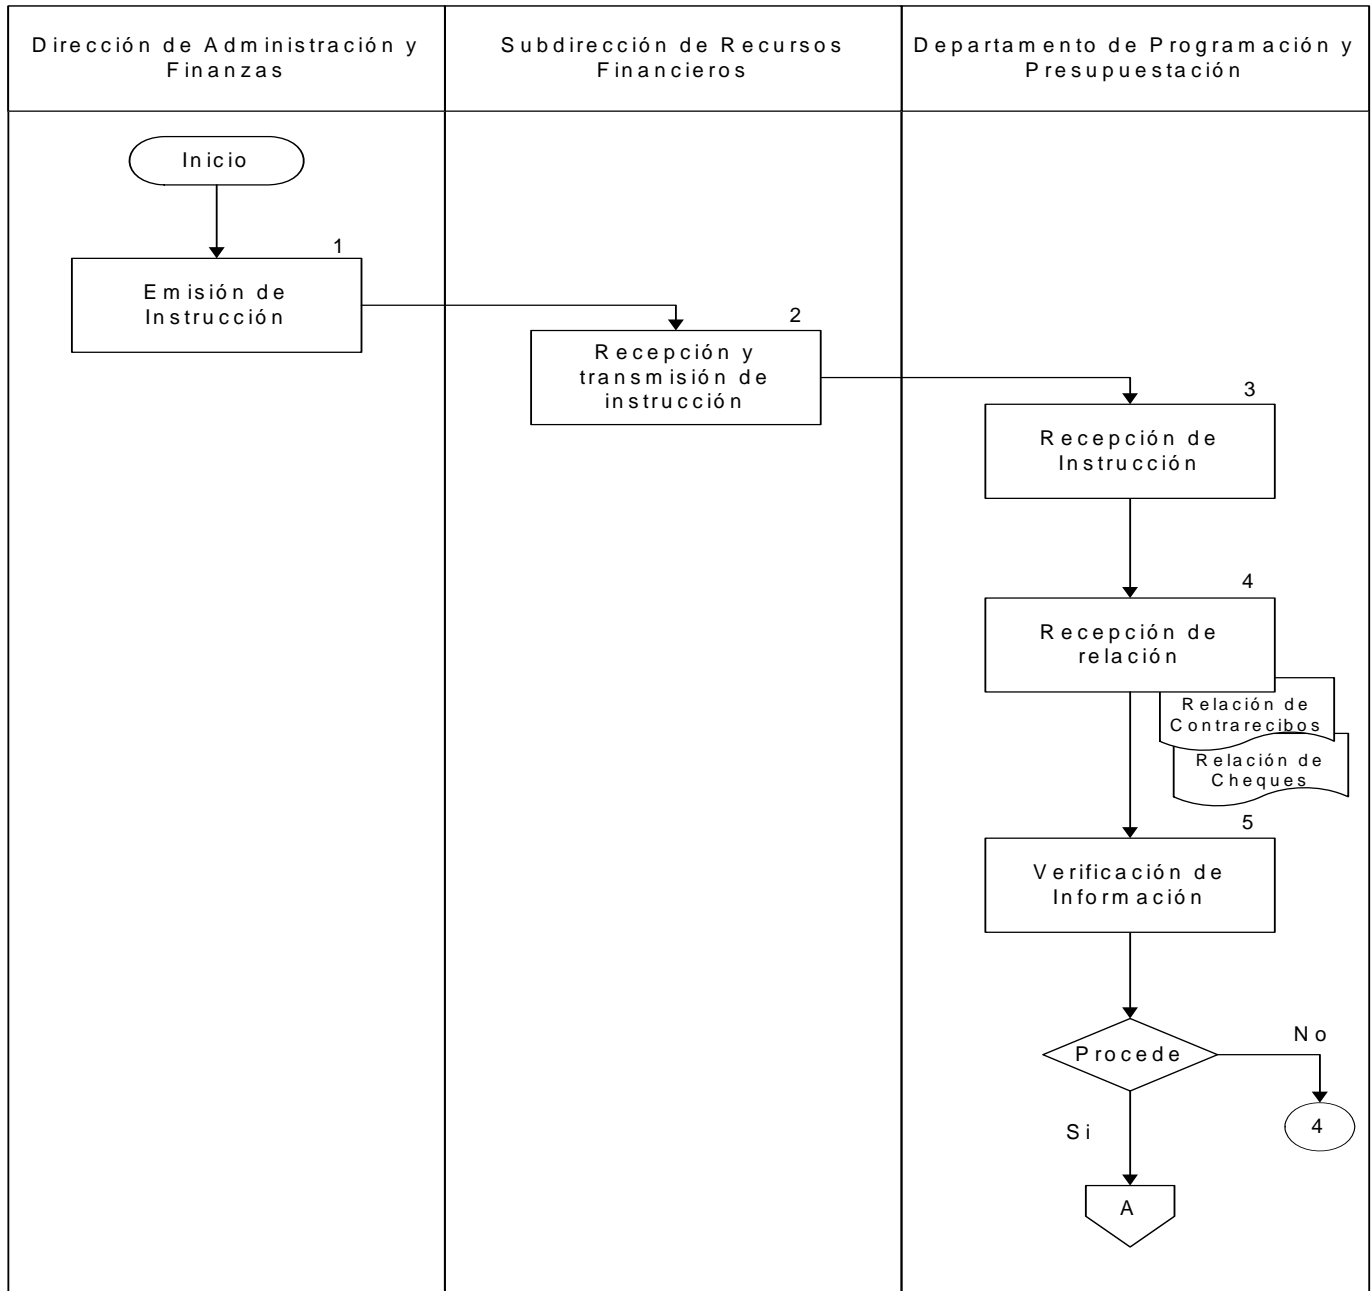 Dirección de Administración y
Finanzas
Subdirección de Recursos
Financieros
Departamento de Programación y
Presupuestación
Inicio
1
Emisión de
Instrucción
2
Recepción y
transmisión de
instrucción
3
Recepción de
Instrucción
4
Recepción de
relación
Relación de
Contrarecibos
Relación de
Cheques
5
Verificación de
Información
Procede
No
4
Si
A